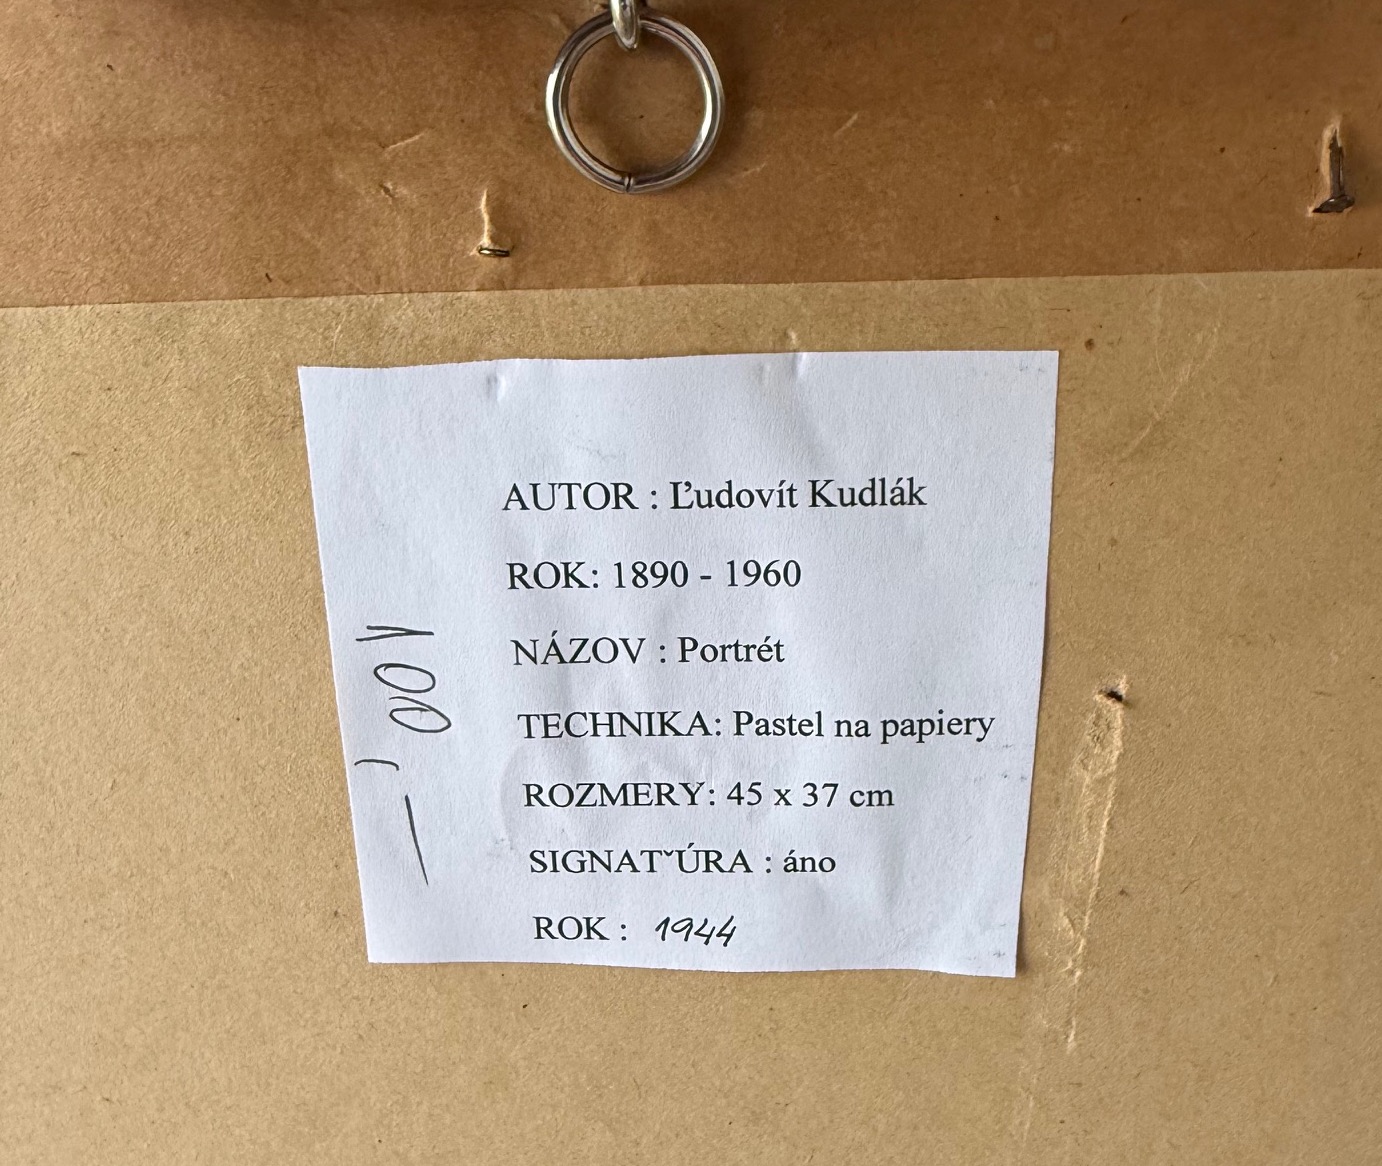 AUTOR : Ľudovít Kudlák
ROK: 1890 - 1960
NÁZOV : Portrét
TECHNIKA: Pastel na papiery
ROZMERY: 45 x 37 cm
SIGNATˇÚRA : áno
ROK : 1944
100,—